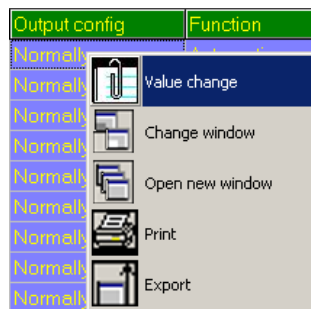 Output config Function
Normally
Normally Value change
Normally
Normally Change window
Normally
Normally Open new window
Normally Print
Normally
Normally Export